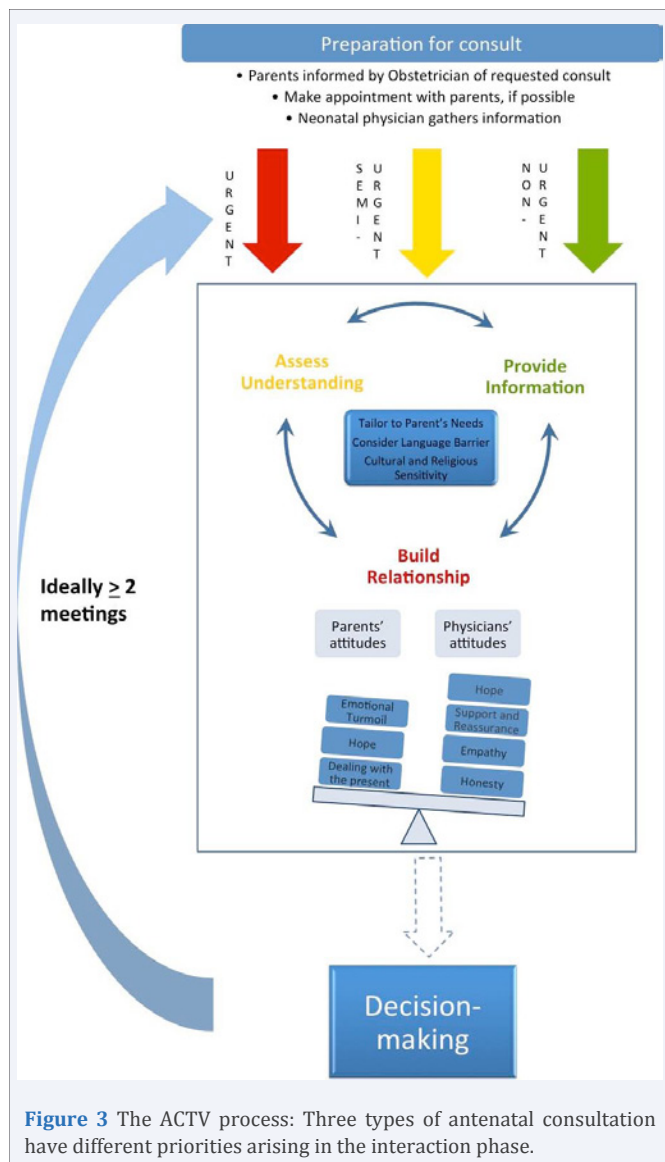 Preparation for consult
• Parents informed by Obstetrician of requested consult
• Make appointment with parents, if possible
• Neonatal physician gathers information
URGENT
SEMI-
URGENT
NON-
URGENT
Assess
Understanding
Provide
Information
Tailor to Parent's Needs
Consider Language Barrier
Cultural and Religious
Sensitivity
Build
Relationship
Ideally ≥ 2
meetings
Parents'
attitudes
Physicians'
attitudes
Emotional
Turmoil
Hope
Dealing with
the present
Hope
Support and
Reassurance
Empathy
Honesty
Decision-
making
Figure 3 The ACTV process: Three types of antenatal consultation
have different priorities arising in the interaction phase.